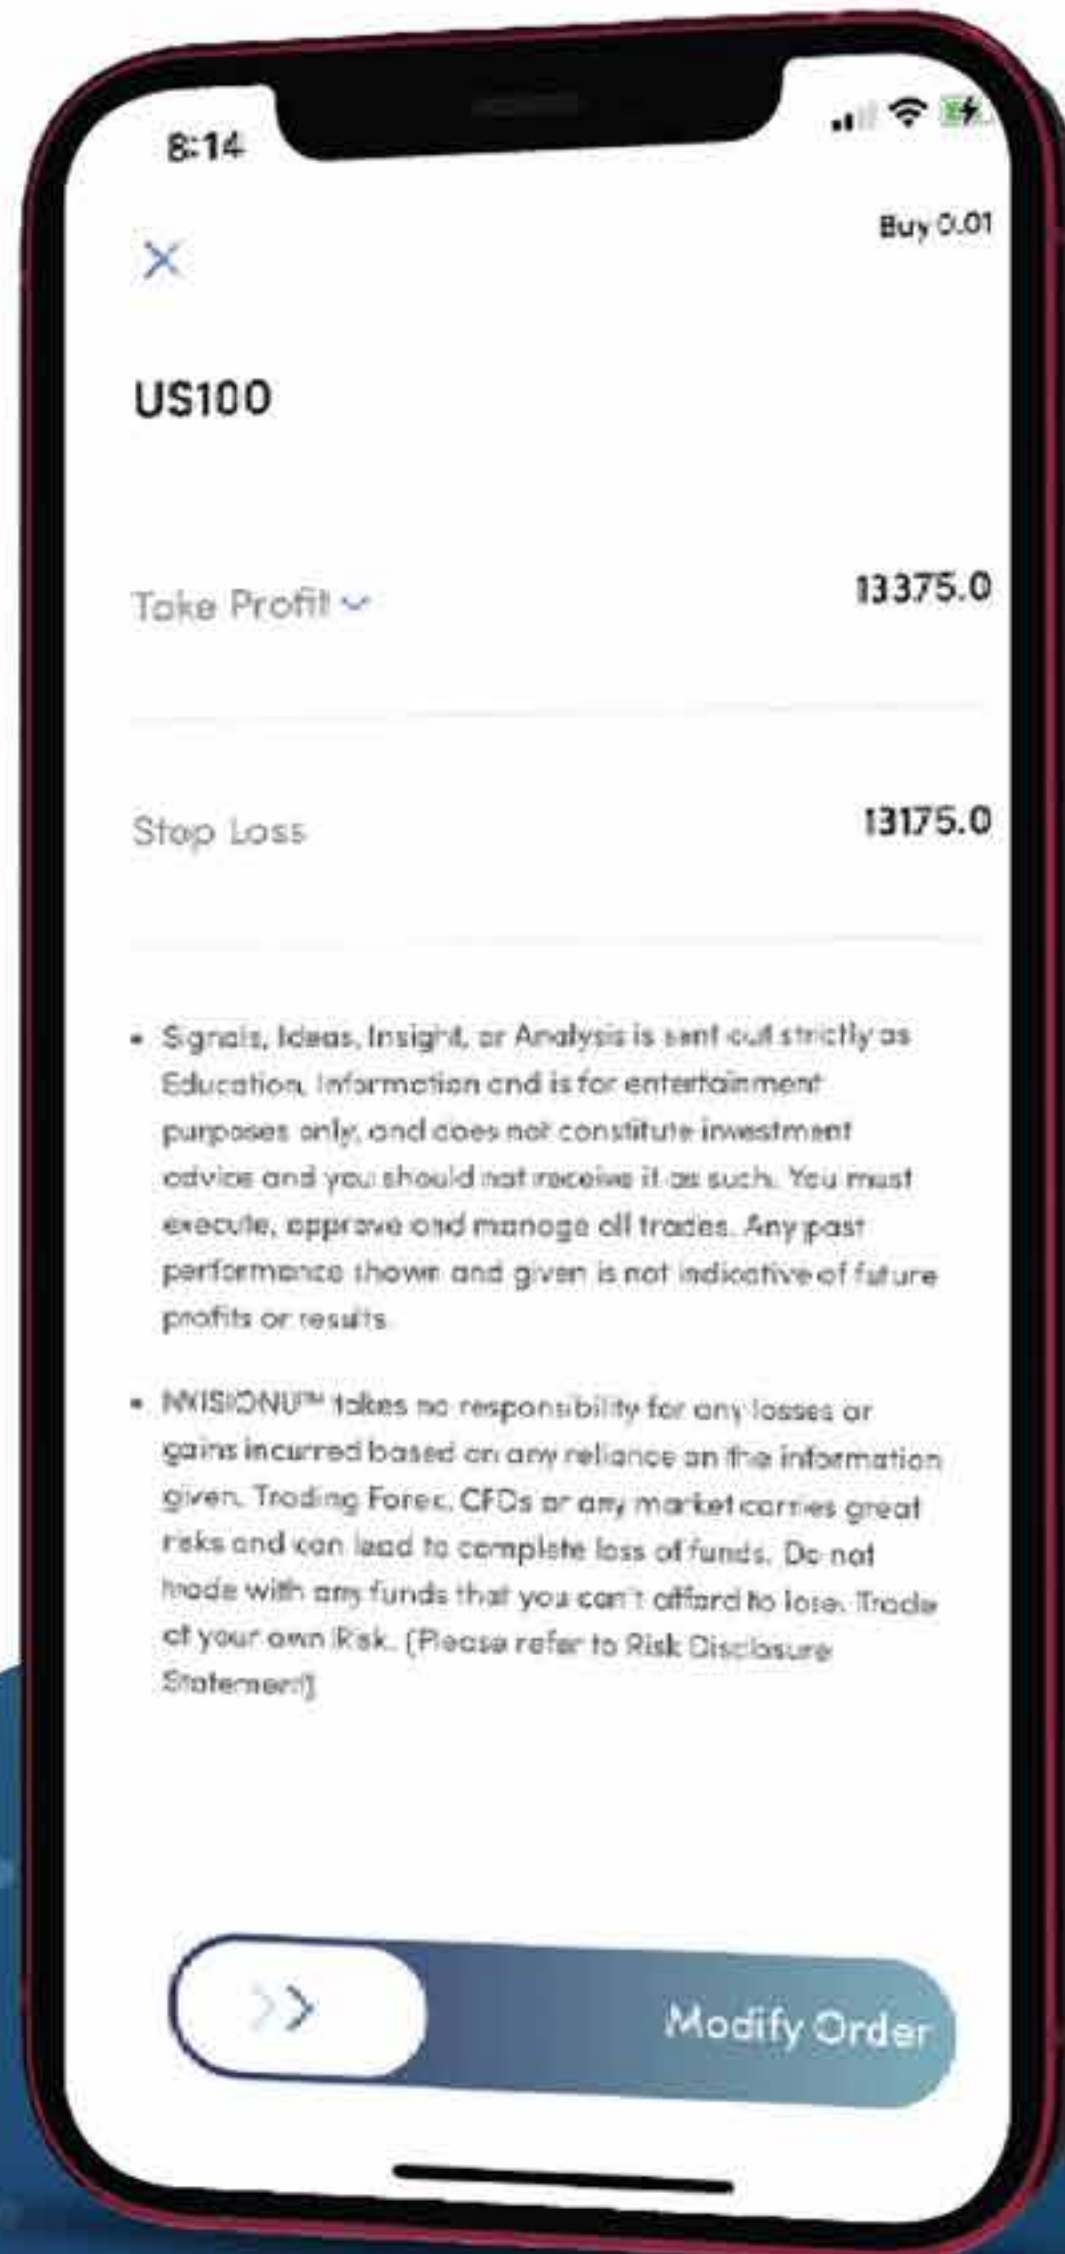 8:14
Buy 0.01
US100
Take Profit
13375.0
Stop Loss
13175.0
• Signals, Ideas, Insight, or Analysis is sent out strictly as
Education, Information and is for entertainment
purposes only, and does not constitute investment
advice and you should not receive it as such. You must
execute, approve and manage all trades. Any past
performance shown and given is not indicative of future
profits or results.
• NVISIONU™ takes no responsibility for any losses or
gains incurred based on any reliance on the information
given. Trading Forex, CFDs or any market carries great
risks and can lead to complete loss of funds. Do not
trade with any funds that you can't afford to lose. Trade
at your own Risk. (Please refer to Risk Disclosure
Statement)
Modify Order